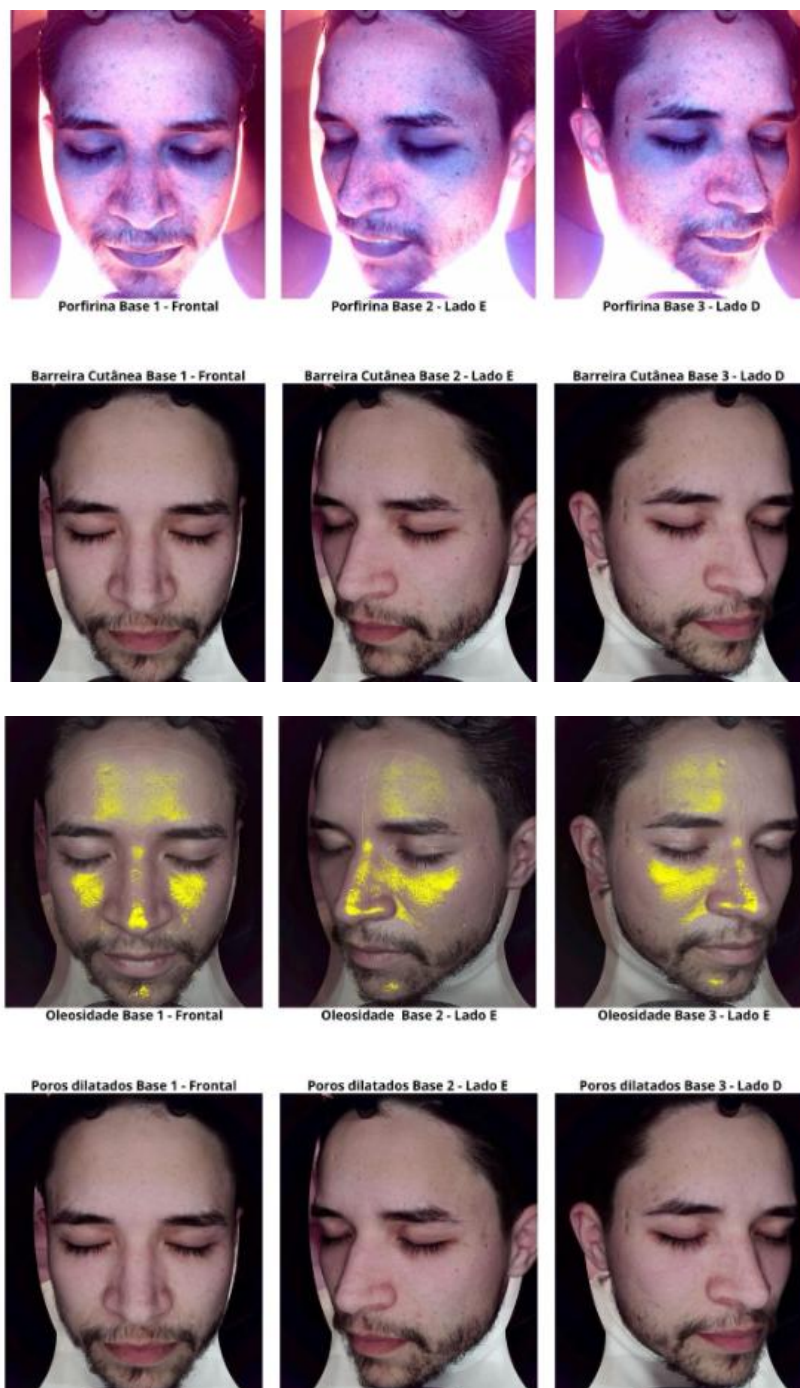 Porfirina Base 1 - Frontal
Porfirina Base 2 - Lado E
Porfirina Base 3 - Lado D
Barreira Cutânea Base 1 - Frontal
Barreira Cutânea Base 2 - Lado E
Barreira Cutânea Base 3 - Lado D
Oleosidade Base 1 - Frontal
Oleosidade Base 2 - Lado E
Oleosidade Base 3 - Lado E
Poros dilatados Base 1 - Frontal
Poros dilatados Base 2 - Lado E
Poros dilatados Base 3 - Lado D